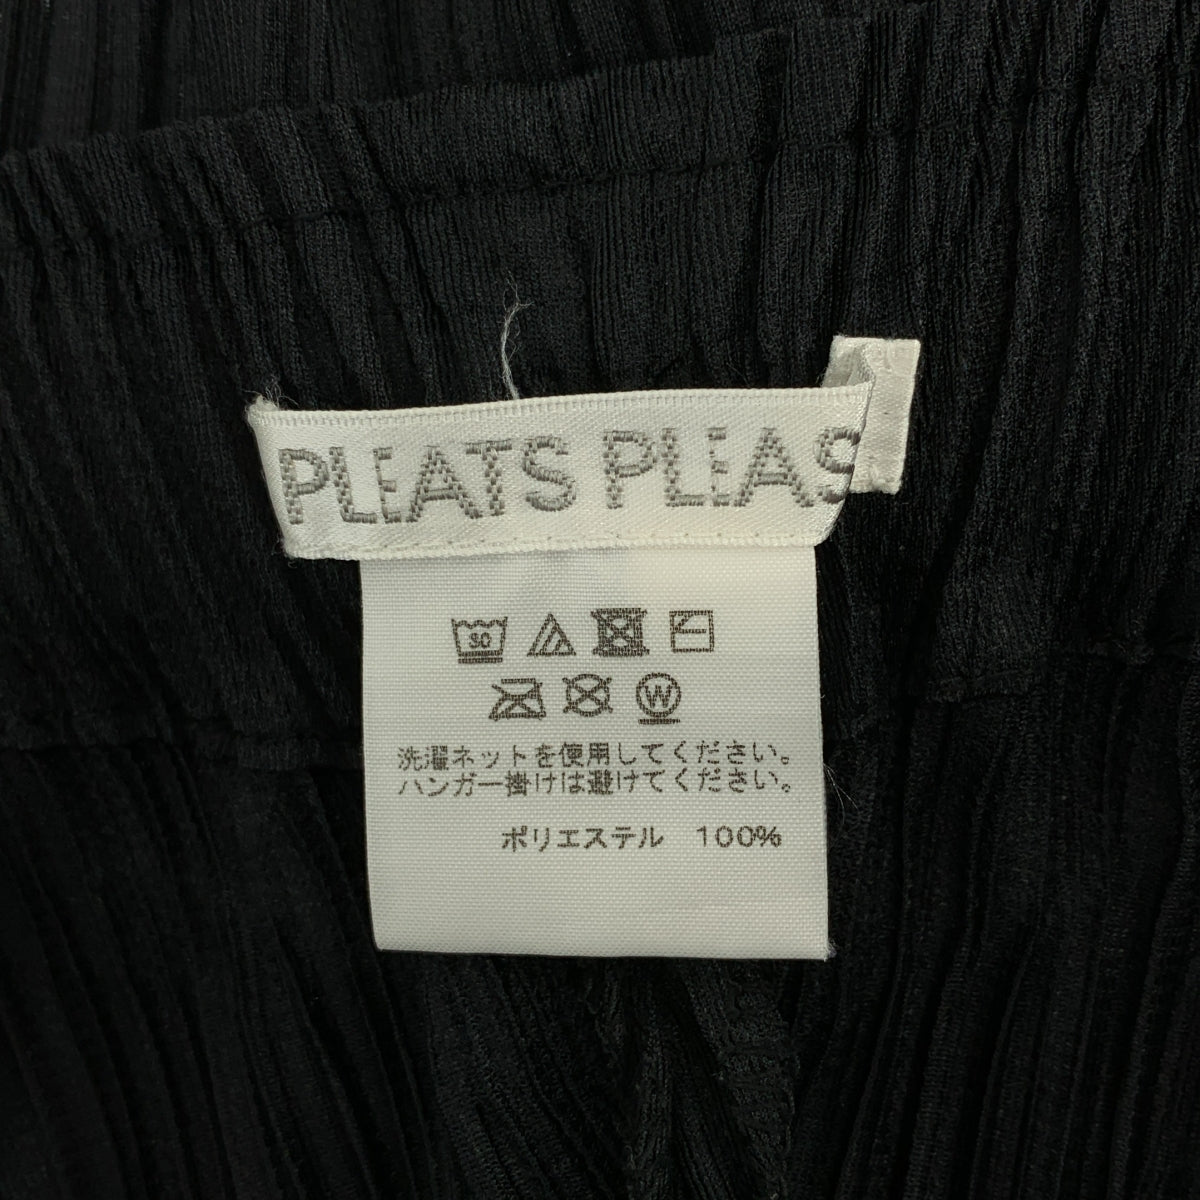 PLEATS PLEAS
30
W
洗濯ネットを使用してください。
ハンガー掛けは避けてください。
ポリエステル 100%